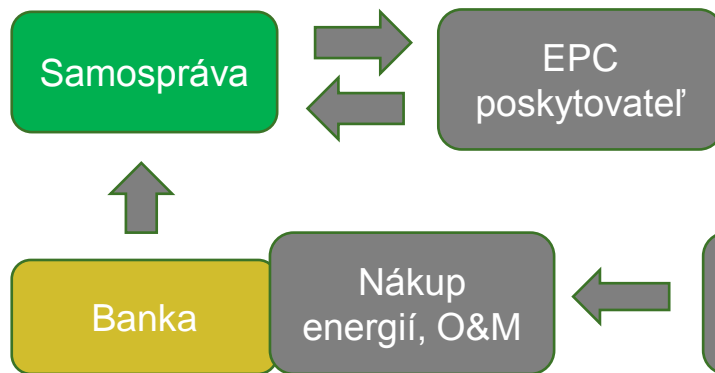 Samospráva
EPC
poskytovateľ
Banka
Nákup
energií, O&M